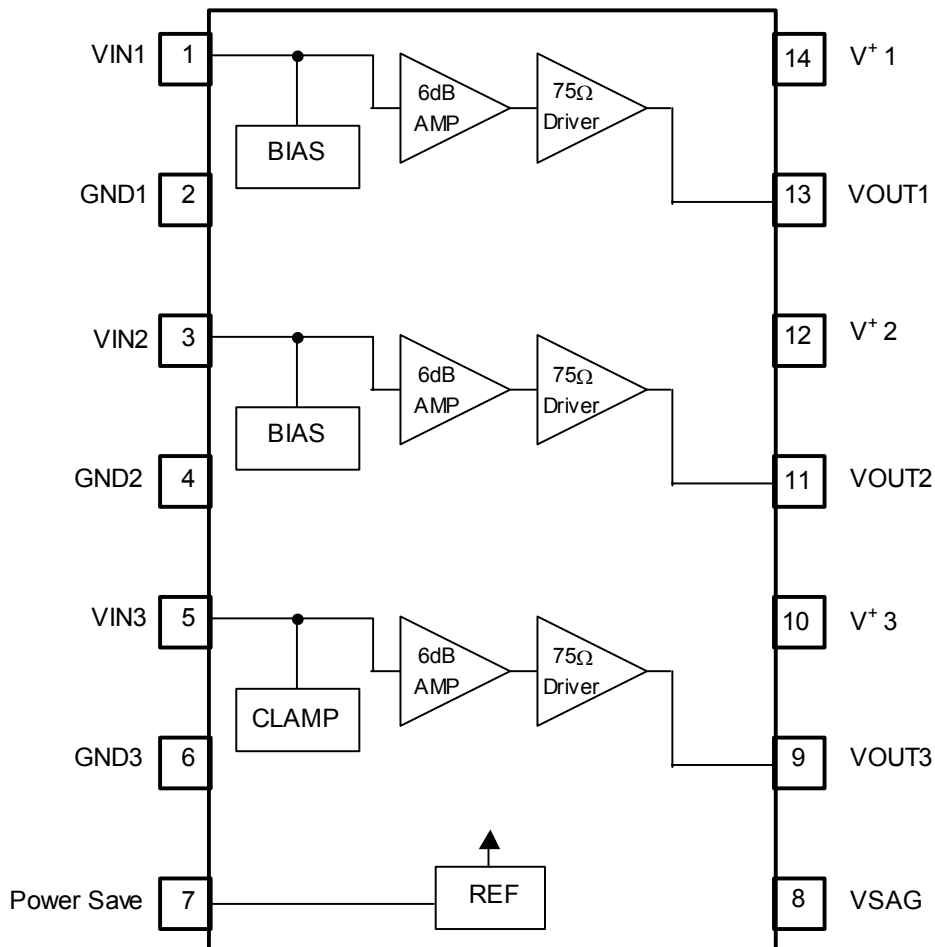 VIN1 1 6dB AMP 75Ω Driver 14 V+ 1
BIAS
GND1 2 13 VOUT1
VIN2 3 6dB AMP 75Ω Driver 12 V+ 2
BIAS
GND2 4 11 VOUT2
VIN3 5 6dB AMP 75Ω Driver 10 V+ 3
CLAMP
GND3 6 9 VOUT3
Power Save 7 REF 8 VSAG